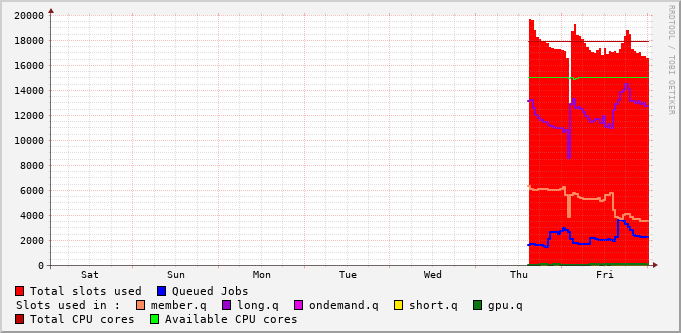 20000
18000
16000
14000
12000
10000
8000
6000
4000
2000
0
Sat Sun Mon Tue Wed Thu Fri
RRDTOOL / TOBI OETIKER
Total slots used Queued Jobs
Slots used in : member.q long.q ondemand.q short.q gpu.q
Total CPU cores Available CPU cores